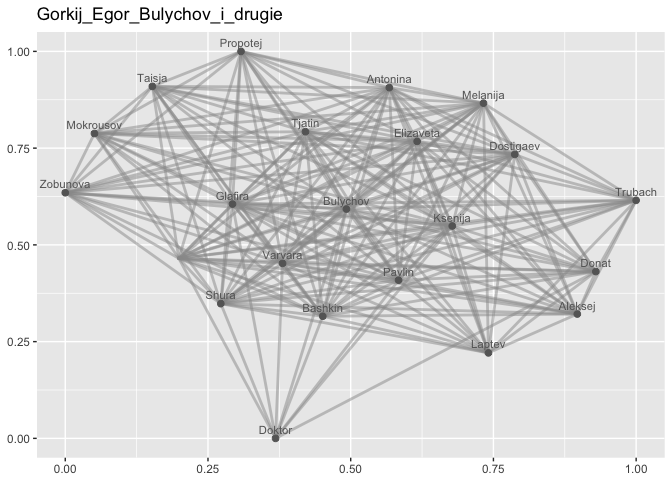 Gorkij_Egor_Bulychov_i_drugie
1.00
0.75
0.50
0.25
0.00
Propotej
Taisja
Antonina
Melanija
Mokrousov
Tjatin
Elizaveta
Dostigaev
Zobunova
Glafira
Bulychov
Trubach
Ksenija
Varvara
Donat
Pavlin
Shura
Bashkin
Aleksej
Laptev
Doktor
0.00 0.25 0.50 0.75 1.00